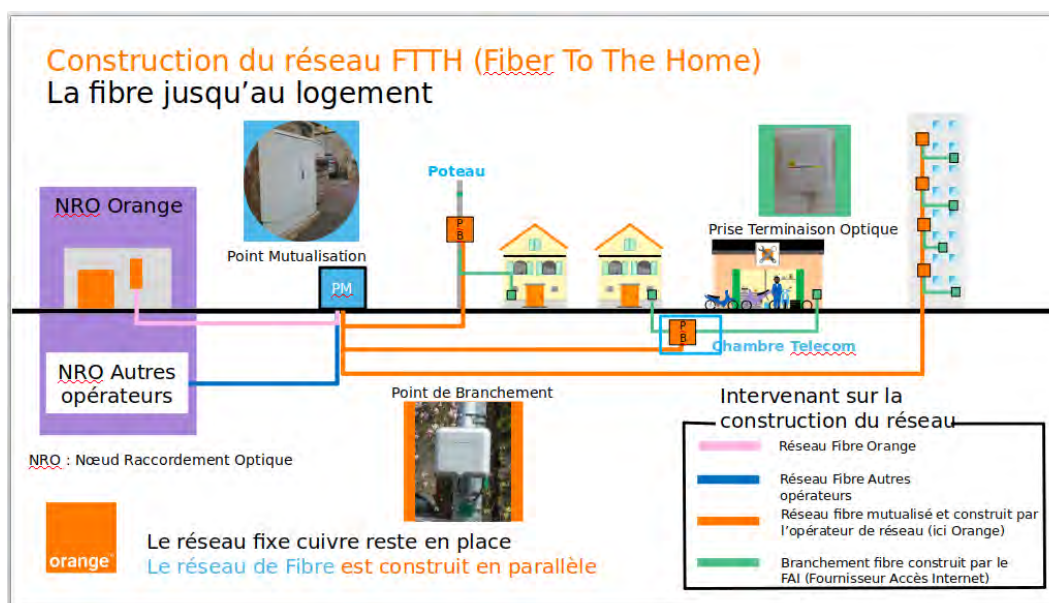 Construction du réseau FTTH (Fiber To The Home)
La fibre jusqu’au logement
NRO Orange
Point Mutualisation
PM
Poteau
P
B
Prise Terminaison Optique
P
B
Chambre Telecom
NRO Autres
opérateurs
Point de Branchement
NRO : Nœud Raccordement Optique
Intervenant sur la
construction du réseau
Réseau Fibre Orange
Réseau Fibre Autres
opérateurs
Réseau fibre mutualisé et construit par
l’opérateur de réseau (ici Orange)
Branchement fibre construit par le
FAI (Fournisseur Accès Internet)
orange™
Le réseau fixe cuivre reste en place
Le réseau de Fibre est construit en parallèle